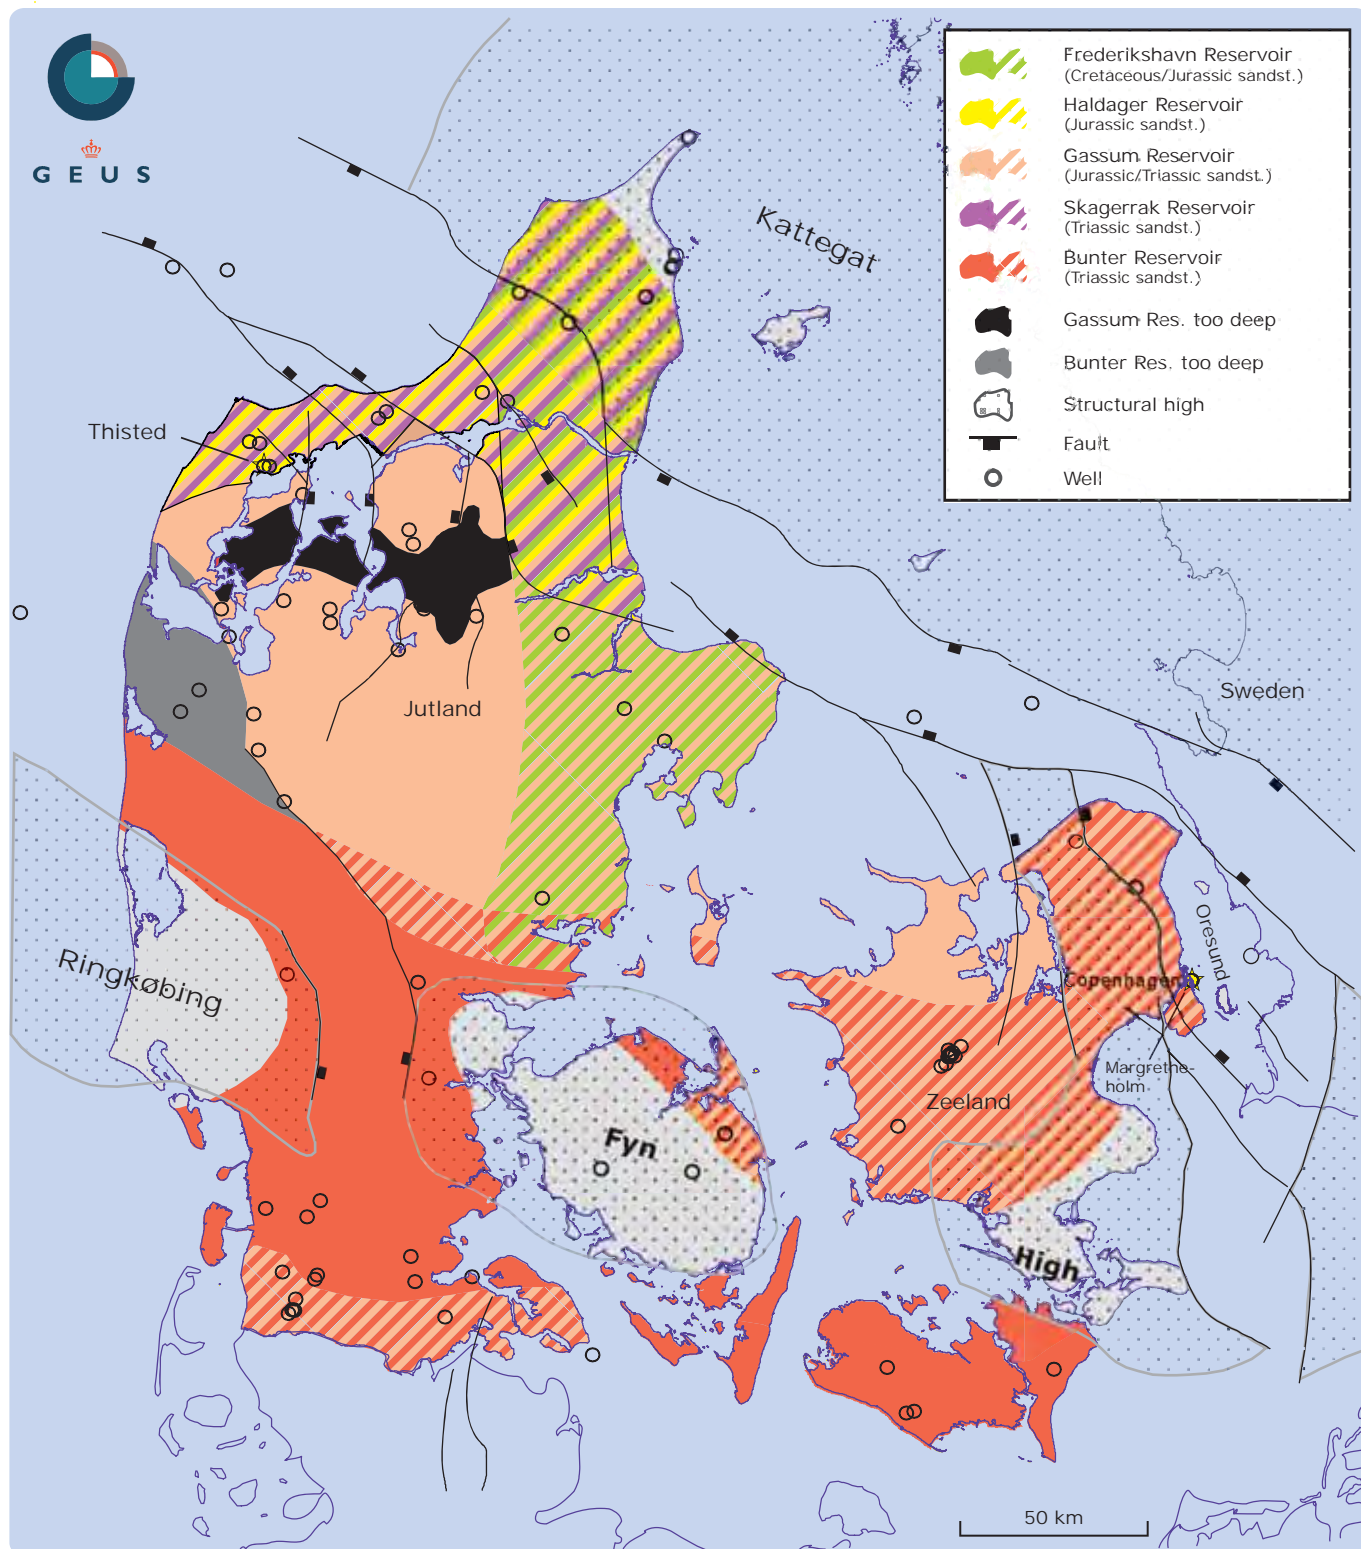 GEUS
Frederikshavn Reservoir
(Cretaceous/Jurassic sandst.)
Haldager Reservoir
(Jurassic sandst.)
Gassum Reservoir
(Jurassic/Triassic sandst.)
Skagerrak Reservoir
(Triassic sandst.)
Bunter Reservoir
(Triassic sandst.)
Gassum Res. too deep
Bunter Res. too deep
Structural high
Fault
Well
Kattegat
Thisted
Sweden
Jutland
Oresund
Ringkøbing
Copenhagen
Margrethe-
holm
Zeeland
Fyn
High
50 km